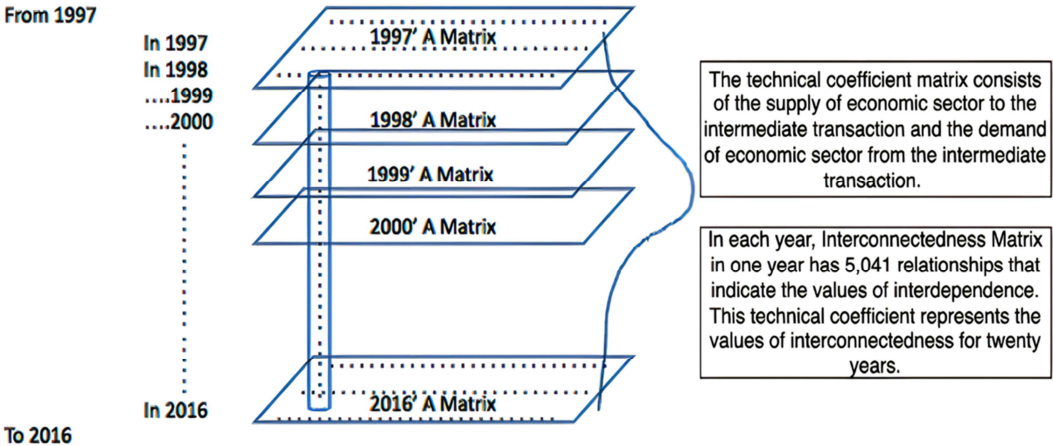 From 1997
In 1997
In 1998
....1999
....2000
In 2016
To 2016
1997' A Matrix
1998' A Matrix
1999' A Matrix
2000' A Matrix
2016' A Matrix
The technical coefficient matrix consists
of the supply of economic sector to the
intermediate transaction and the demand
of economic sector from the intermediate
transaction.
In each year, Interconnectedness Matrix
in one year has 5,041 relationships that
indicate the values of interdependence.
This technical coefficient represents the
values of interconnectedness for twenty
years.